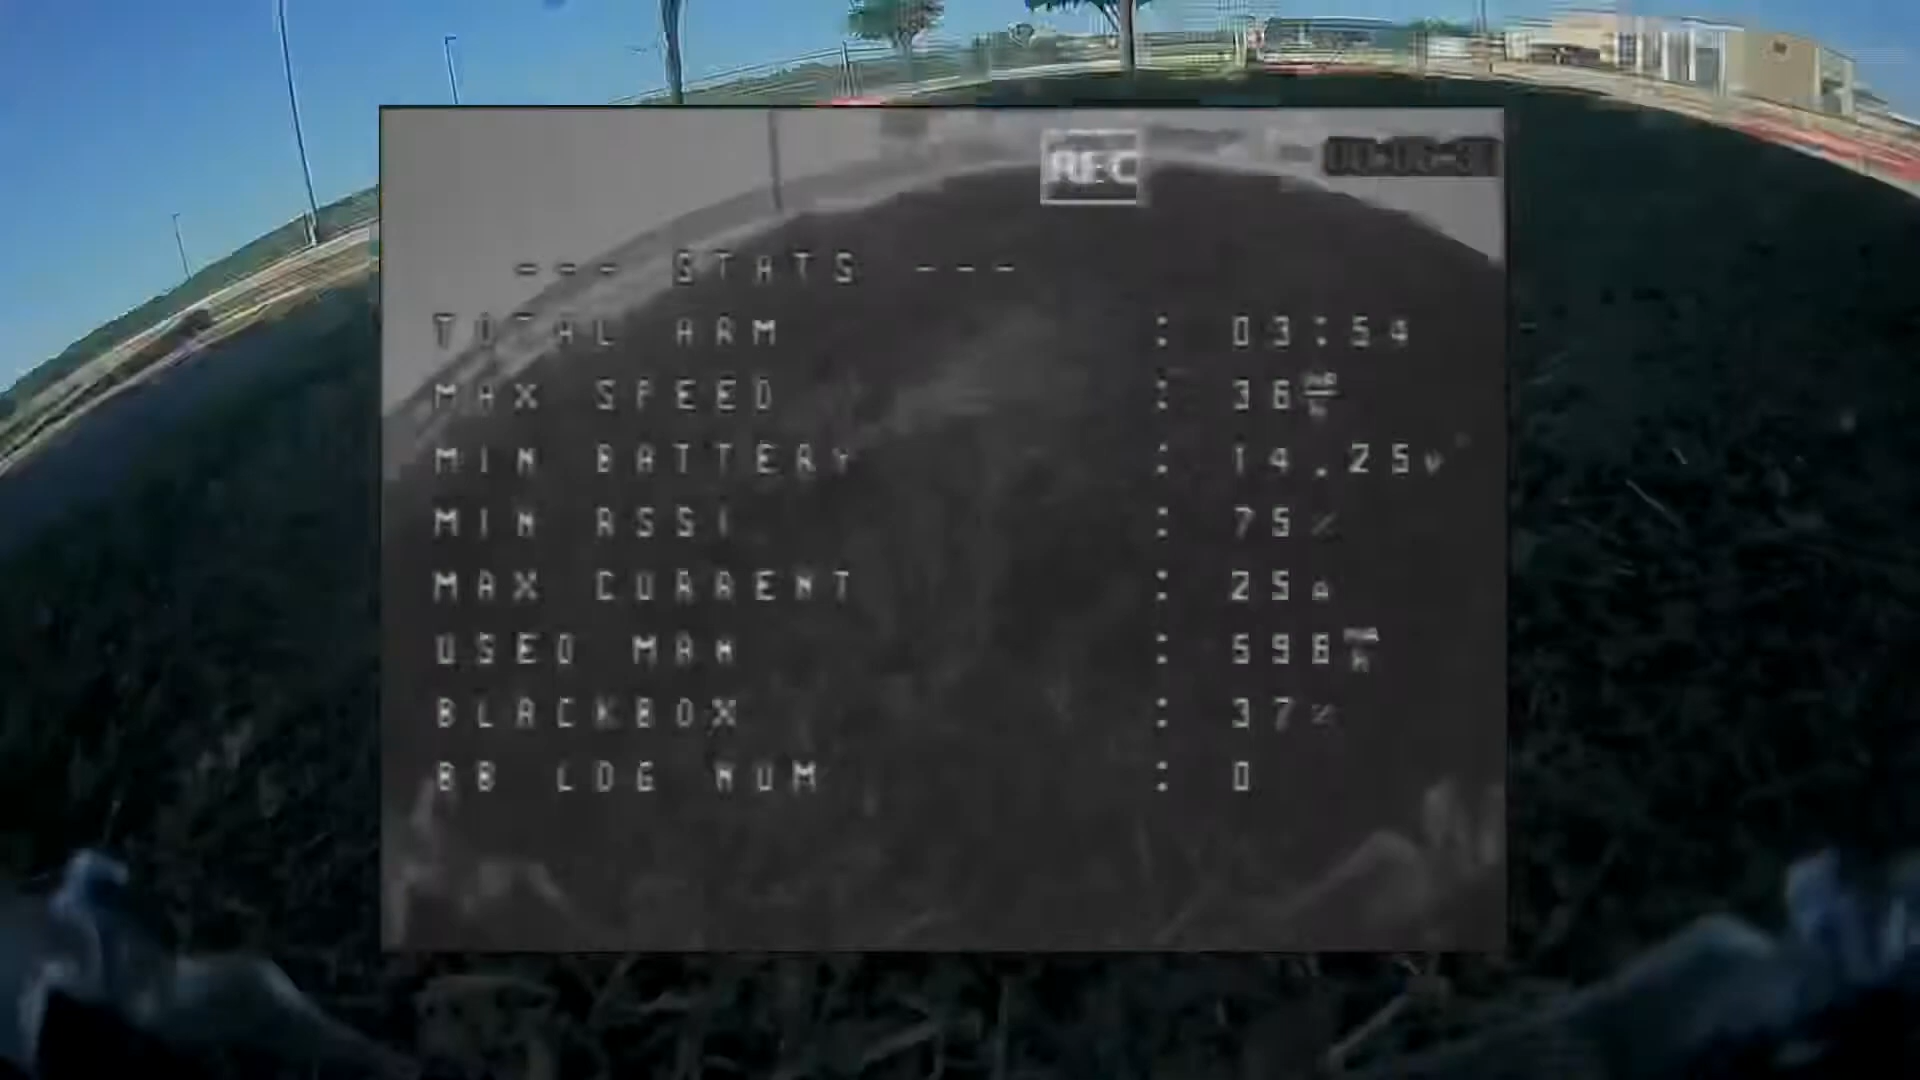 REC
--- STATS ---
TOTAL ARM : 03:54
MAX SPEED : 36
MIN BATTERY : 14.25V
MIN RSSI : 75%
MAX CURRENT : 25A
USED MAH : 598
BLACKBOX : 37%
BB LOG NUM : 0